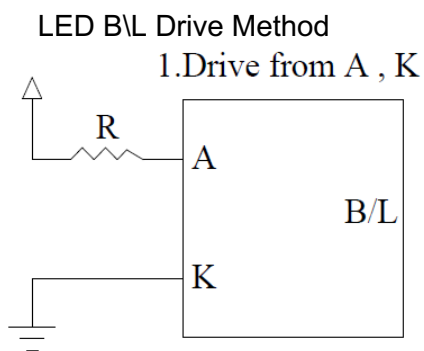 LED B\L Drive Method
1.Drive from A , K
R
A
B/L
K